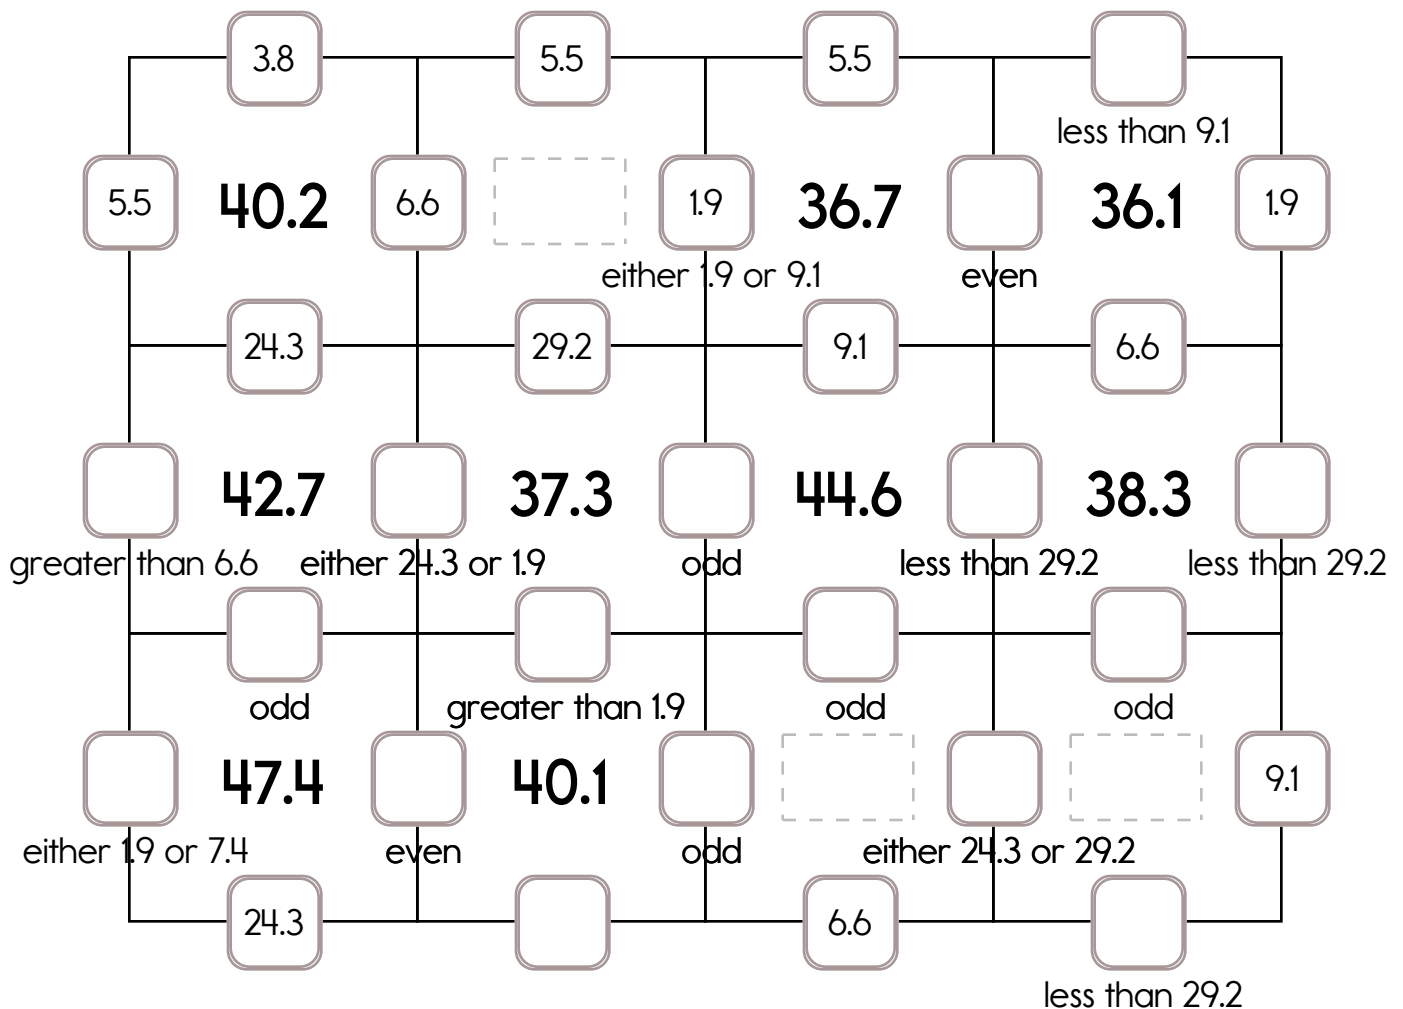 3.8 5.5 5.5
less than 9.1
5.5 40.2 6.6 1.9 36.7 36.1 1.9
either 1.9 or 9.1 even
24.3 29.2 9.1 6.6
42.7 37.3 44.6 38.3
greater than 6.6 either 24.3 or 1.9 odd less than 29.2 less than 29.2
odd greater than 1.9 odd odd
47.4 40.1 9.1
either 1.9 or 7.4 even odd either 24.3 or 29.2
24.3 6.6
less than 29.2